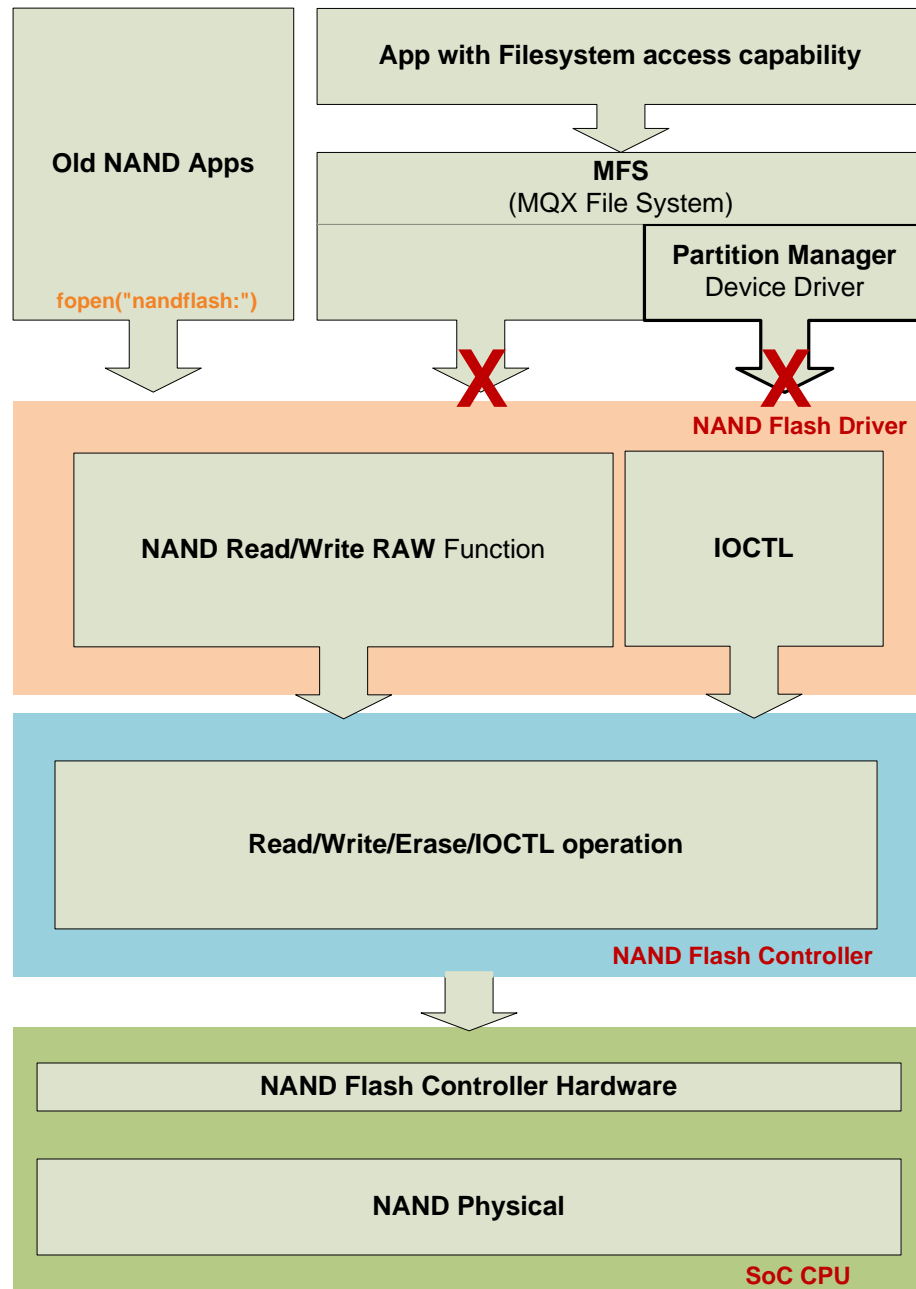 App with Filesystem access capability
Old NAND Apps
MFS
(MQX File System)
Partition Manager
Device Driver
fopen("nandflash:")
X
X
NAND Flash Driver
NAND Read/Write RAW Function
IOCTL
Read/Write/Erase/IOCTL operation
NAND Flash Controller
NAND Flash Controller Hardware
NAND Physical
SoC CPU